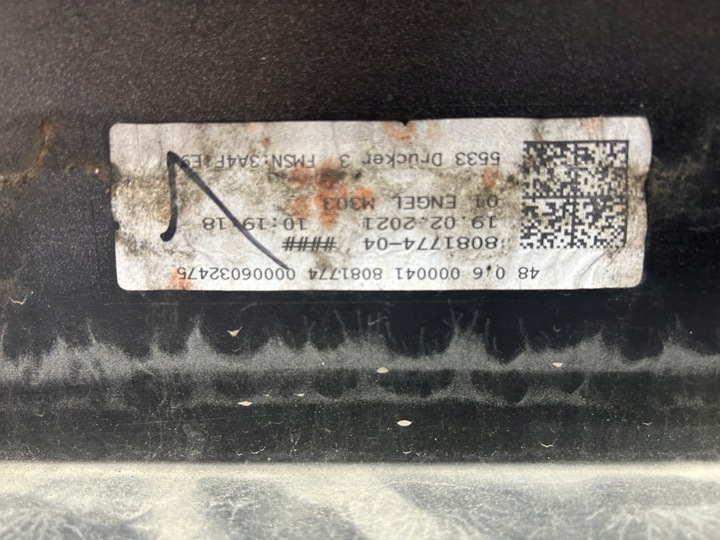 48 0,6 000041 8081774 00006032475
8081774-04 ####
19.02.2021 10:19:18
01 ENGEL M303
5533 Drucker 3 FMSN:3A4F1E9